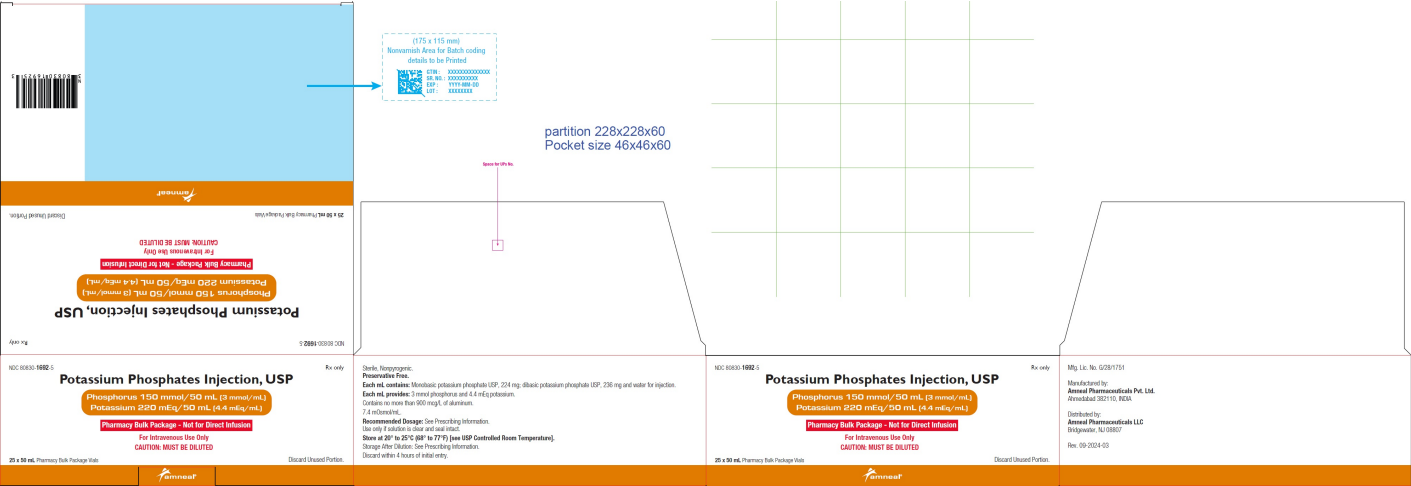 (175 x 115 mm)
Nonvarnish Area for Batch coding
details to be Printed
GTIN : XXXXXXXXXXXXXX
SR. NO. : XXXXXXXXXX
EXP : YYYY-MM-DD
LOT : XXXXXXXX
partition 228x228x60
Pocket size 46x46x60
Space for UPs No.
amneal
25 x 50 mL Pharmacy Bulk Package Vials
Discard Unused Portion.
CAUTION: MUST BE DILUTED
For Intravenous Use Only
Pharmacy Bulk Package - Not for Direct Infusion
Potassium 220 mEq/50 mL (4.4 mEq/mL)
Phosphorus 150 mmol/50 mL (3 mmol/mL)
Potassium Phosphates Injection, USP
NDC 80830-1692-5
Rx only
NDC 80830-1692-5
Rx only
Potassium Phosphates Injection, USP
Phosphorus 150 mmol/50 mL (3 mmol/mL)
Potassium 220 mEq/50 mL (4.4 mEq/mL)
Pharmacy Bulk Package - Not for Direct Infusion
For Intravenous Use Only
CAUTION: MUST BE DILUTED
25 x 50 mL Pharmacy Bulk Package Vials
Discard Unused Portion.
amneal
Sterile, Nonpyrogenic.
Preservative Free.
Each mL contains: Monobasic potassium phosphate USP, 224 mg; dibasic potassium phosphate USP, 236 mg and water for injection.
Each mL provides: 3 mmol phosphorus and 4.4 mEq potassium.
Contains no more than 900 mcg/L of aluminum.
7.4 mOsmol/mL.
Recommended Dosage: See Prescribing Information.
Use only if solution is clear and seal intact.
Store at 20° to 25°C (68° to 77°F) [see USP Controlled Room Temperature].
Storage After Dilution: See Prescribing Information.
Discard within 4 hours of initial entry.
NDC 80830-1692-5
Rx only
Potassium Phosphates Injection, USP
Phosphorus 150 mmol/50 mL (3 mmol/mL)
Potassium 220 mEq/50 mL (4.4 mEq/mL)
Pharmacy Bulk Package - Not for Direct Infusion
For Intravenous Use Only
CAUTION: MUST BE DILUTED
25 x 50 mL Pharmacy Bulk Package Vials
Discard Unused Portion.
amneal
Mfg. Lic. No. G/28/1751
Manufactured by:
Amneal Pharmaceuticals Pvt. Ltd.
Ahmedabad 382110, INDIA
Distributed by:
Amneal Pharmaceuticals LLC
Bridgewater, NJ 08807
Rev. 09-2024-03